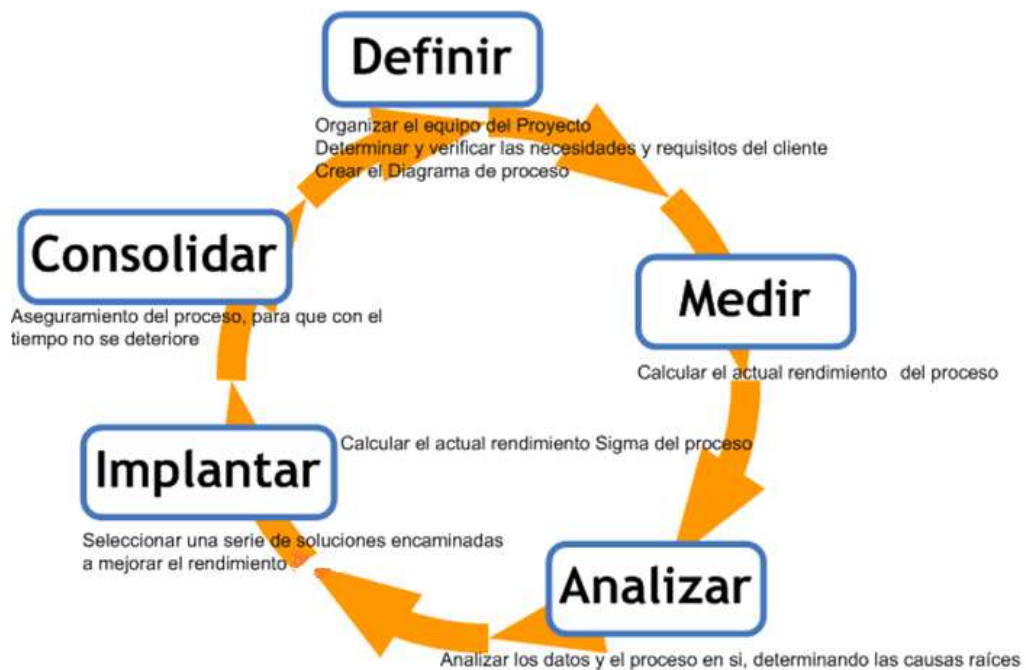 Definir
Organizar el equipo del Proyecto
Determinar y verificar las necesidades y requisitos del cliente
Crear el Diagrama de proceso
Medir
Calcular el actual rendimiento del proceso
Calcular el actual rendimiento Sigma del proceso
Analizar
Analizar los datos y el proceso en si, determinando las causas raíces
Implantar
Seleccionar una serie de soluciones encaminadas
a mejorar el rendimiento
Consolidar
Aseguramiento del proceso, para que con el
tiempo no se deteriore